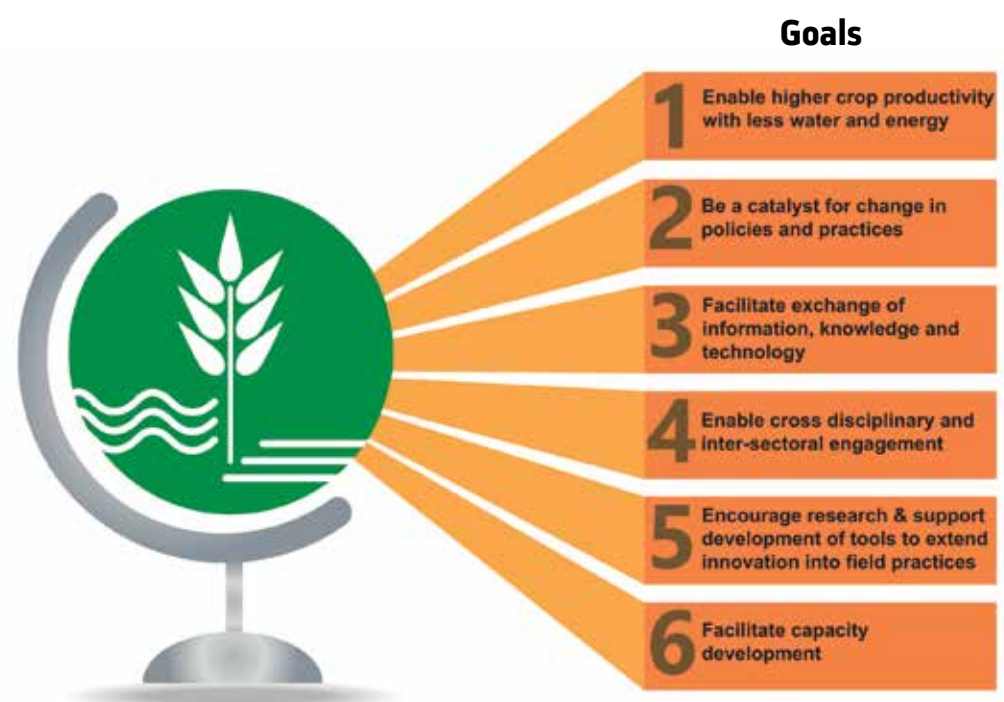 Goals
1 Enable higher crop productivity
with less water and energy
2 Be a catalyst for change in
policies and practices
3 Facilitate exchange of
information, knowledge and
technology
4 Enable cross disciplinary and
inter-sectoral engagement
5 Encourage research & support
development of tools to extend
innovation into field practices
6 Facilitate capacity
development